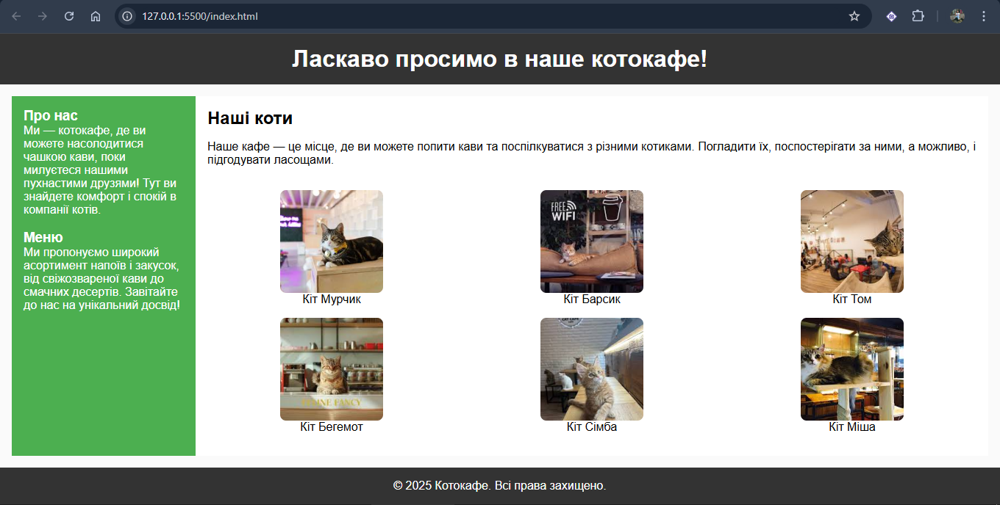 127.0.0.1:5500/index.html
Ласкаво просимо в наше котокафе!
Про нас
Ми — котокафе, де ви
можете насолодитися
чашкою кави, поки
милуєтеся нашими
пухнастими друзями! Тут ви
знайдете комфорт і спокій в
компанії котів.
Меню
Ми пропонуємо широкий
асортимент напоїв і закусок,
від свіжозвареної кави до
смачних десертів. Завітайте
до нас на унікальний досвід!
Наші коти
Наше кафе — це місце, де ви можете попити кави та поспілкуватися з різними котиками. Погладити їх, поспостерігати за ними, а можливо, і
підгодувати ласощами.
FREE
WIFI
Кіт Мурчик
Кіт Барсик
Кіт Том
FANCY
Кіт Бегемот
Кіт Сімба
Кіт Міша
© 2025 Котокафе. Всі права захищено.